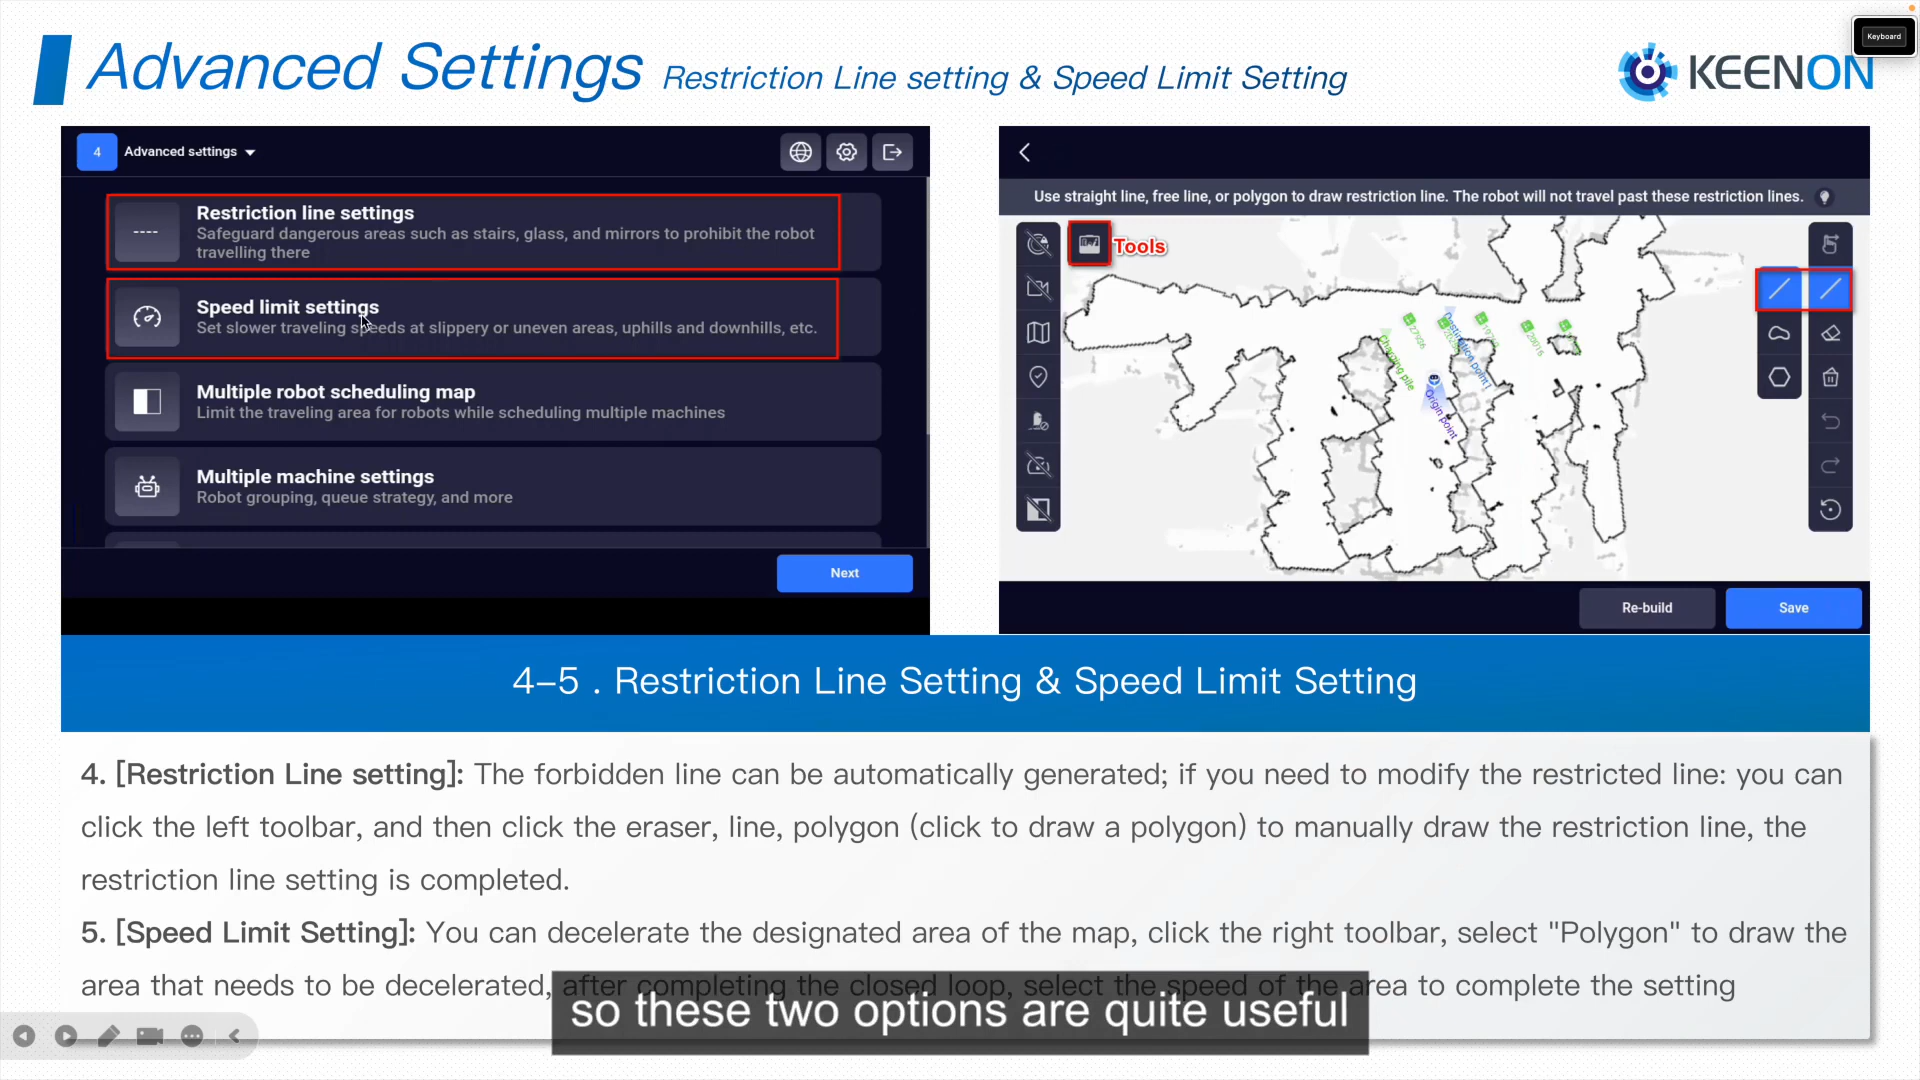 Advanced Settings Restriction Line setting & Speed Limit Setting
Keyboard
KEENON
4 Advanced settings
Restriction line settings
Safeguard dangerous areas such as stairs, glass, and mirrors to prohibit the robot
travelling there
Speed limit settings
Set slower traveling speeds at slippery or uneven areas, uphills and downhills, etc.
Multiple robot scheduling map
Limit the traveling area for robots while scheduling multiple machines
Multiple machine settings
Robot grouping, queue strategy, and more
Next
Use straight line, free line, or polygon to draw restriction line. The robot will not travel past these restriction lines.
Tools
Charging pile
Destination point1
Origin point
Re-build
Save
4-5 . Restriction Line Setting & Speed Limit Setting
4. [Restriction Line setting]: The forbidden line can be automatically generated; if you need to modify the restricted line: you can
click the left toolbar, and then click the eraser, line, polygon (click to draw a polygon) to manually draw the restriction line, the
restriction line setting is completed.
5. [Speed Limit Setting]: You can decelerate the designated area of the map, click the right toolbar, select "Polygon" to draw the
area that needs to be decelerated, after completing the closed loop, select the speed of the area to complete the setting
so these two options are quite useful